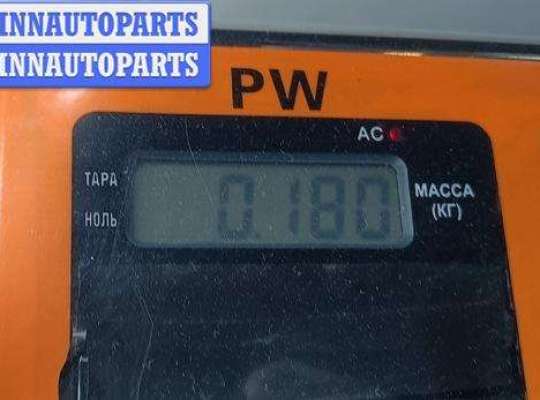 INNAUTOPARTS
INNAUTOPARTS
PW
AC
ТАРА
НОЛЬ
0.180
МАССА
(КГ)